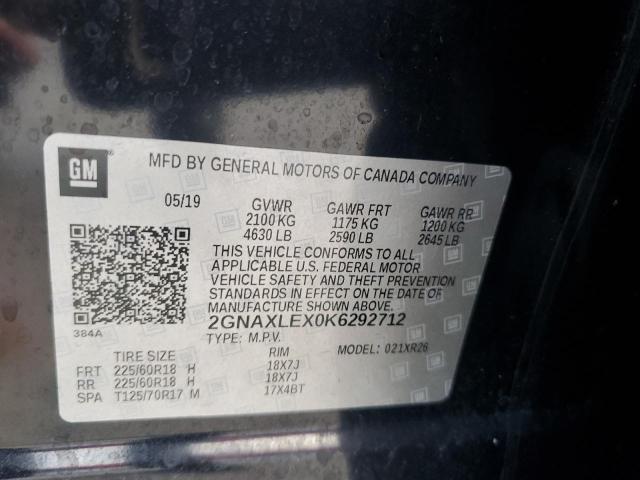 GM
MFD BY GENERAL MOTORS OF CANADA COMPANY
05/19 GVWR GAWR FRT GAWR RR
2100 KG 1175 KG 1200 KG
4630 LB 2590 LB 2645 LB
THIS VEHICLE CONFORMS TO ALL
APPLICABLE U.S. FEDERAL MOTOR
VEHICLE SAFETY AND THEFT PREVENTION
STANDARDS IN EFFECT ON THE DATE OF
MANUFACTURE SHOWN ABOVE.
384A 2GNAXLEX0K6292712
TYPE: M.P.V. MODEL: 021XR26
TIRE SIZE RIM
FRT 225/60R18 H 18X7J
RR 225/60R18 H 18X7J
SPA T125/70R17 M 17X4BT